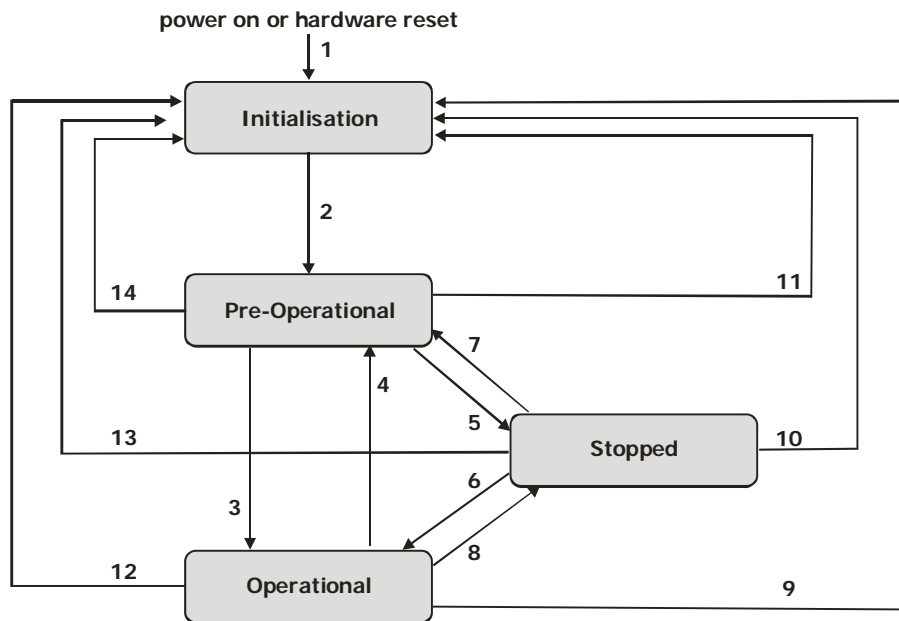 power on or hardware reset
1
Initialisation
2
14
Pre-Operational
11
7
4
5
13
Stopped
10
6
3
8
12
Operational
9